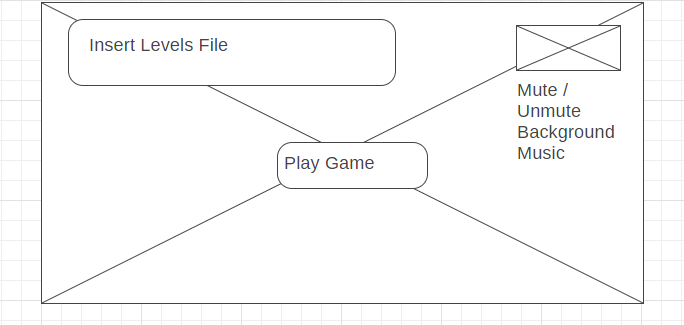 Insert Levels File
Mute /
Unmute
Background
Music
Play Game